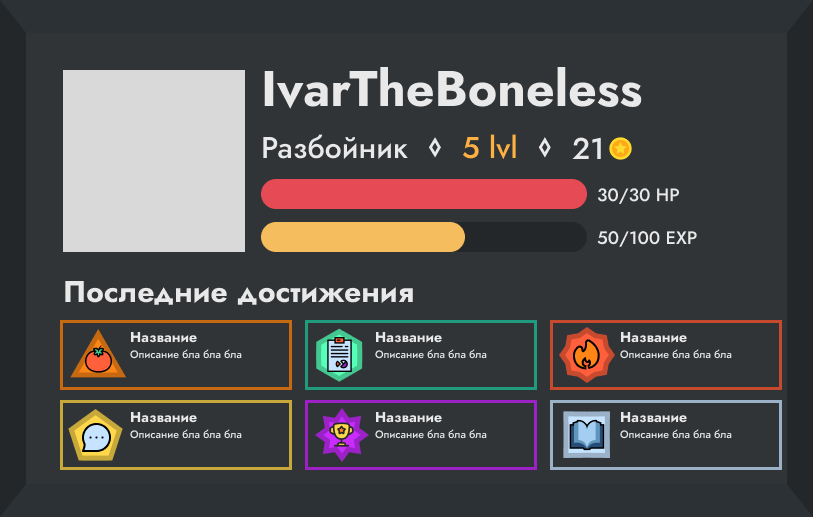 IvarTheBoneless
Разбойник ◊ 5 lvl ◊ 21
30/30 HP
50/100 EXP
Последние достижения
Название
Описание бла бла бла
Название
Описание бла бла бла
Название
Описание бла бла бла
Название
Описание бла бла бла
Название
Описание бла бла бла
Название
Описание бла бла бла